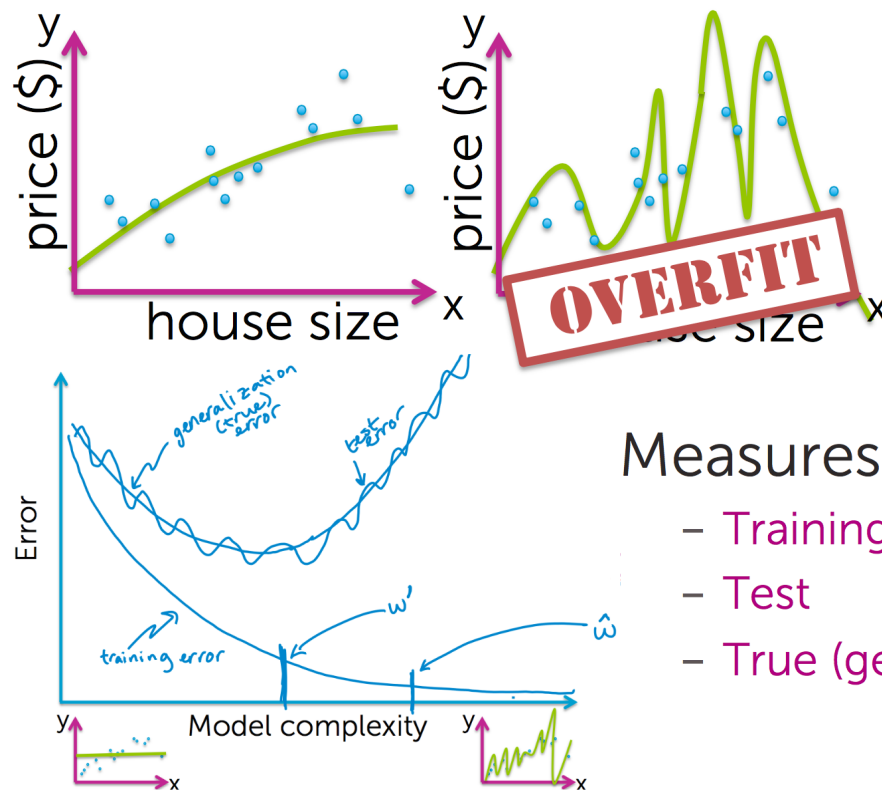 y
price ($)
house size
x
y
price ($)
OVERFIT
size
x
generalization
(true)
error
test
error
Error
training error
w'
ŵ
Model complexity
y
x
y
x
Measures
- Training
- Test
- True (ge